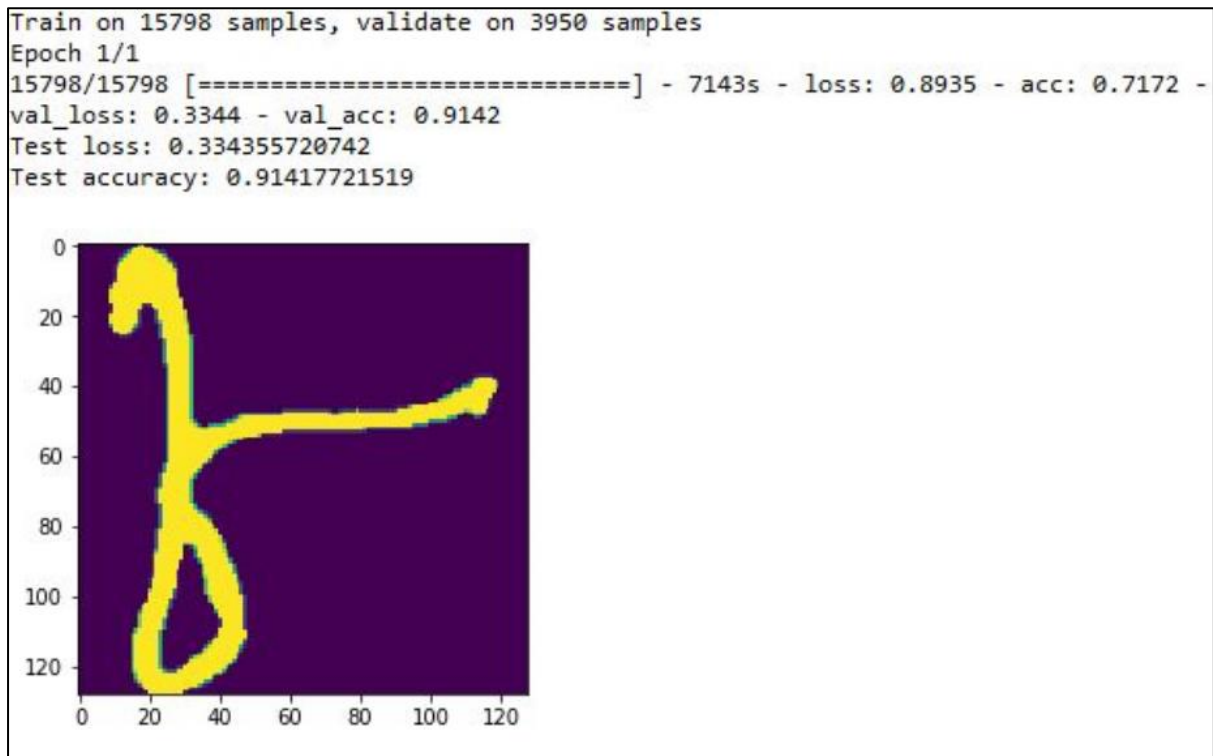 Train on 15798 samples, validate on 3950 samples
Epoch 1/1
15798/15798 [==============================] - 7143s - loss: 0.8935 - acc: 0.7172 -
val_loss: 0.3344 - val_acc: 0.9142
Test loss: 0.334355720742
Test accuracy: 0.91417721519
0
20
40
60
80
100
120
0 20 40 60 80 100 120